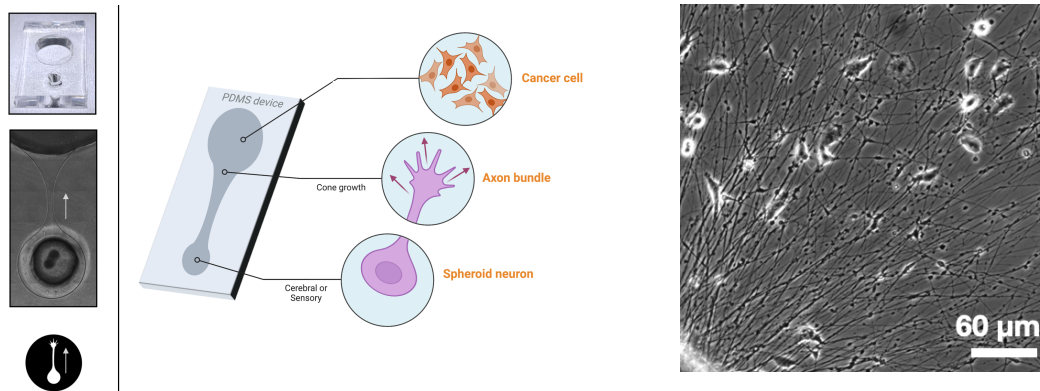 PDMS device
Cancer cell
Cone growth
Axon bundle
Cerebral or
Sensory
Spheroid neuron
60 µm